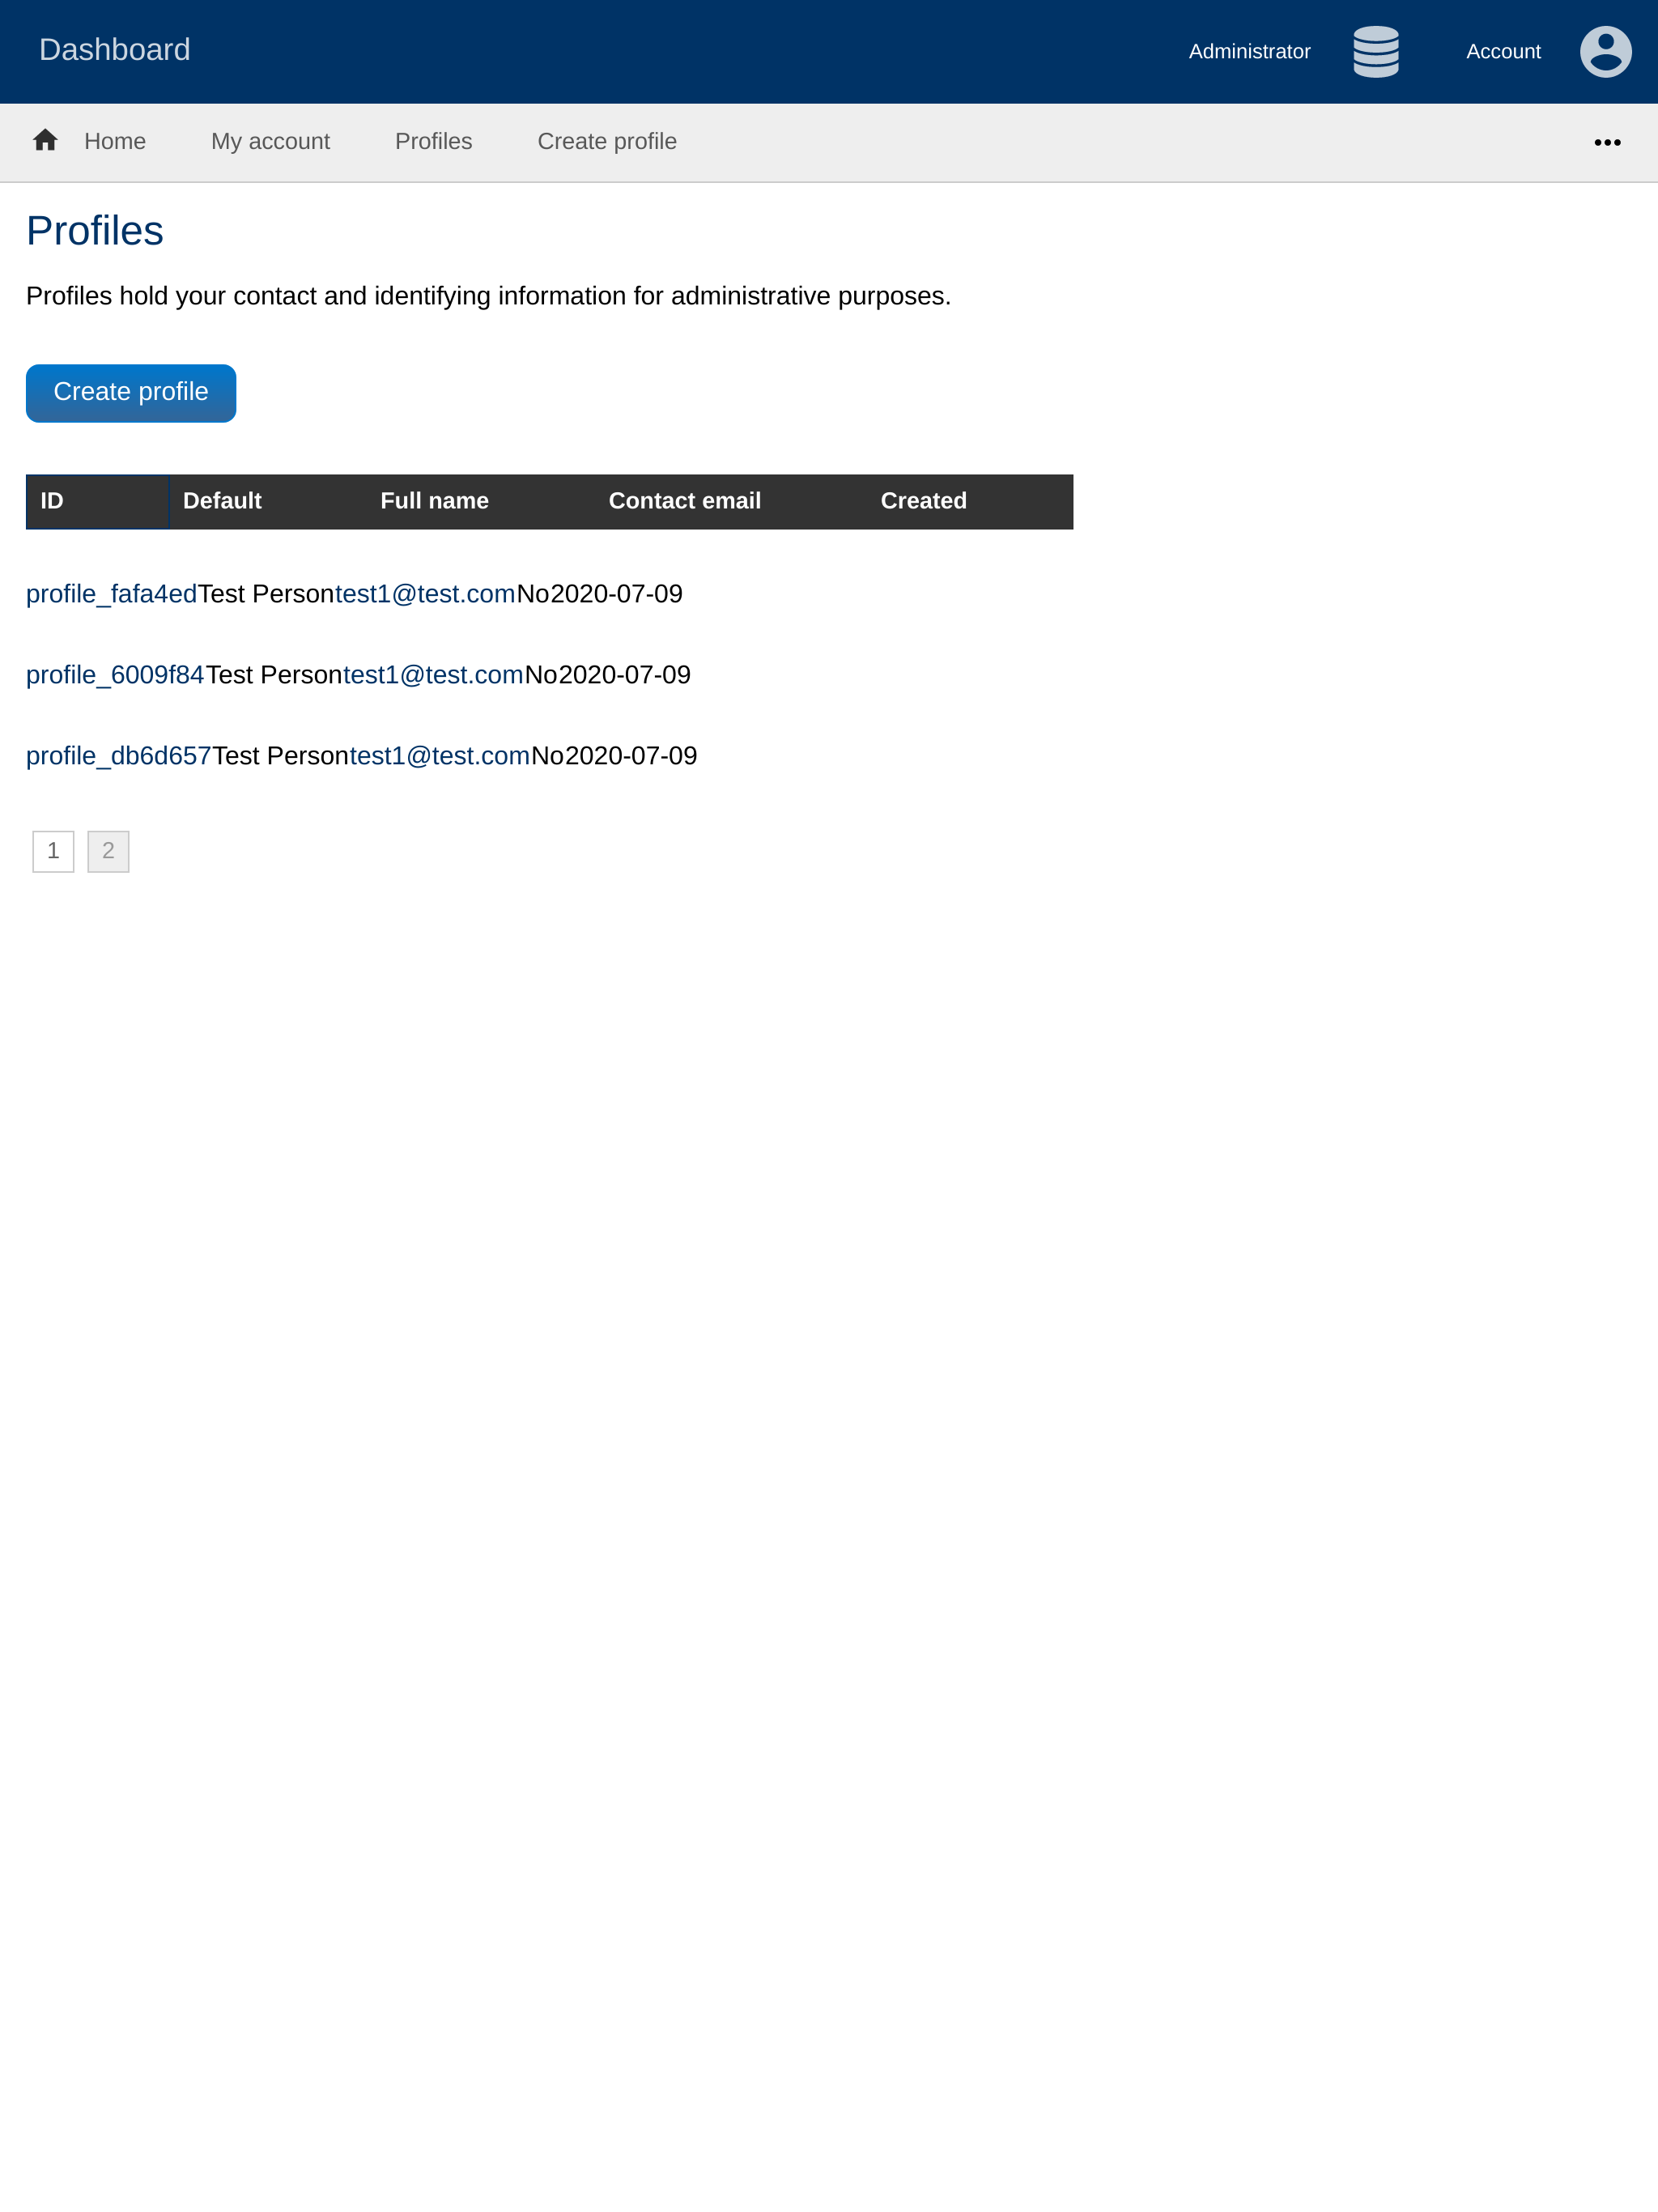 Dashboard Administrator Account
Home My account Profiles Create profile •••
Profiles
Profiles hold your contact and identifying information for administrative purposes.
Create profile
ID Default Full name Contact email Created
profile_fafa4edTest Persontest1@test.comNo2020-07-09
profile_6009f84Test Persontest1@test.comNo2020-07-09
profile_db6d657Test Persontest1@test.comNo2020-07-09
1 2